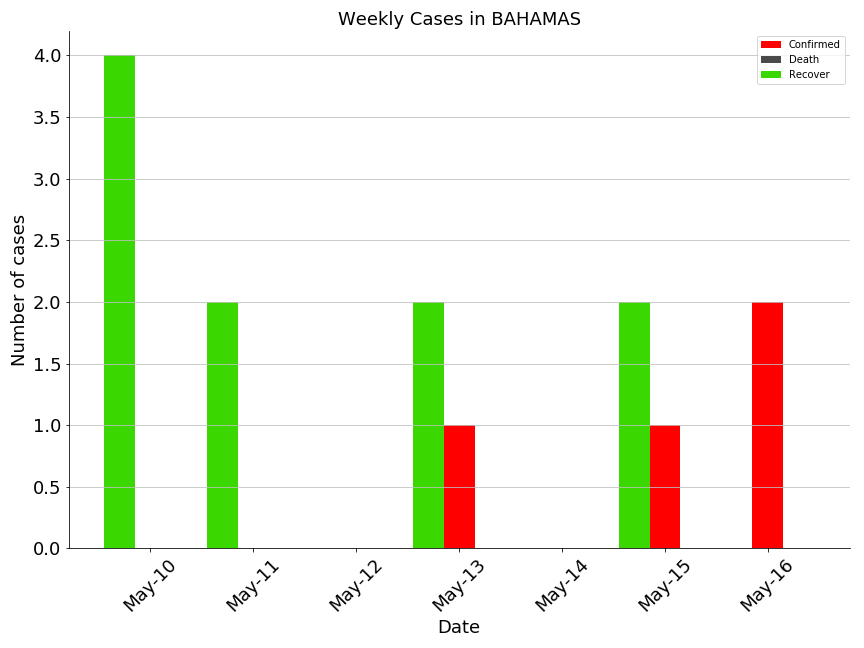 Weekly Cases in BAHAMAS
Confirmed
Death
Recover
Number of cases
4.0
3.5
3.0
2.5
2.0
1.5
1.0
0.5
0.0
May-10
May-11
May-12
May-13
May-14
May-15
May-16
Date